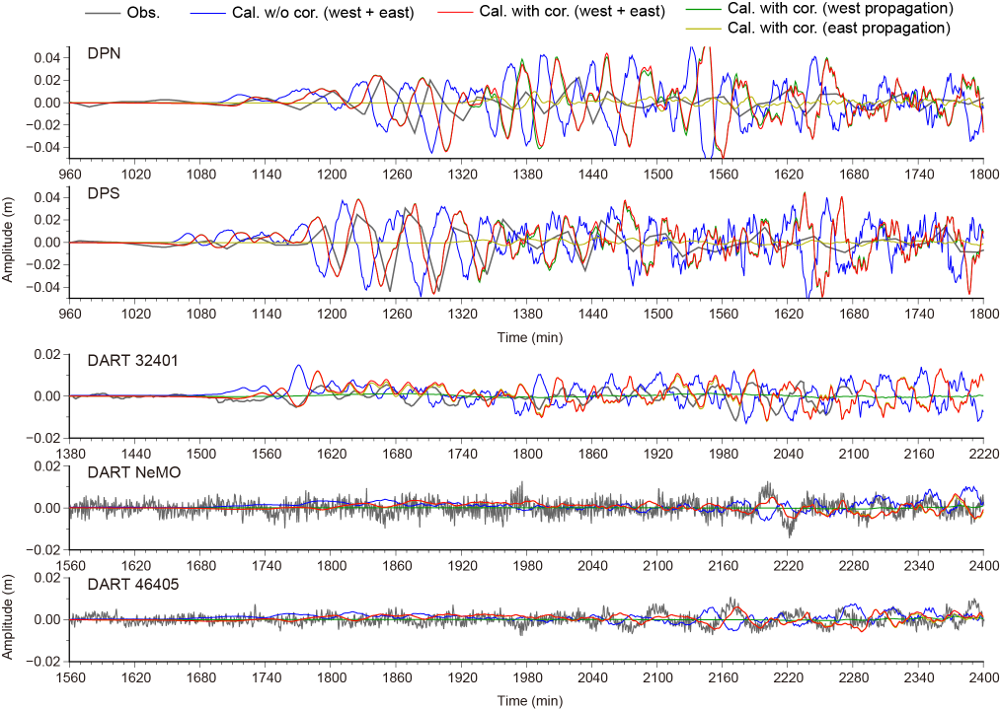 Obs. Cal. w/o cor. (west + east) Cal. with cor. (west + east) Cal. with cor. (west propagation)
Cal. with cor. (east propagation)
DPN
0.04
0.02
0.00
−0.02
−0.04
960 1020 1080 1140 1200 1260 1320 1380 1440 1500 1560 1620 1680 1740 1800
DPS
0.04
0.02
0.00
−0.02
−0.04
960 1020 1080 1140 1200 1260 1320 1380 1440 1500 1560 1620 1680 1740 1800
Amplitude (m)
Time (min)
DART 32401
0.02
0.00
−0.02
1380 1440 1500 1560 1620 1680 1740 1800 1860 1920 1980 2040 2100 2160 2220
DART NeMO
0.02
0.00
−0.02
1560 1620 1680 1740 1800 1860 1920 1980 2040 2100 2160 2220 2280 2340 2400
DART 46405
0.02
0.00
−0.02
1560 1620 1680 1740 1800 1860 1920 1980 2040 2100 2160 2220 2280 2340 2400
Amplitude (m)
Time (min)